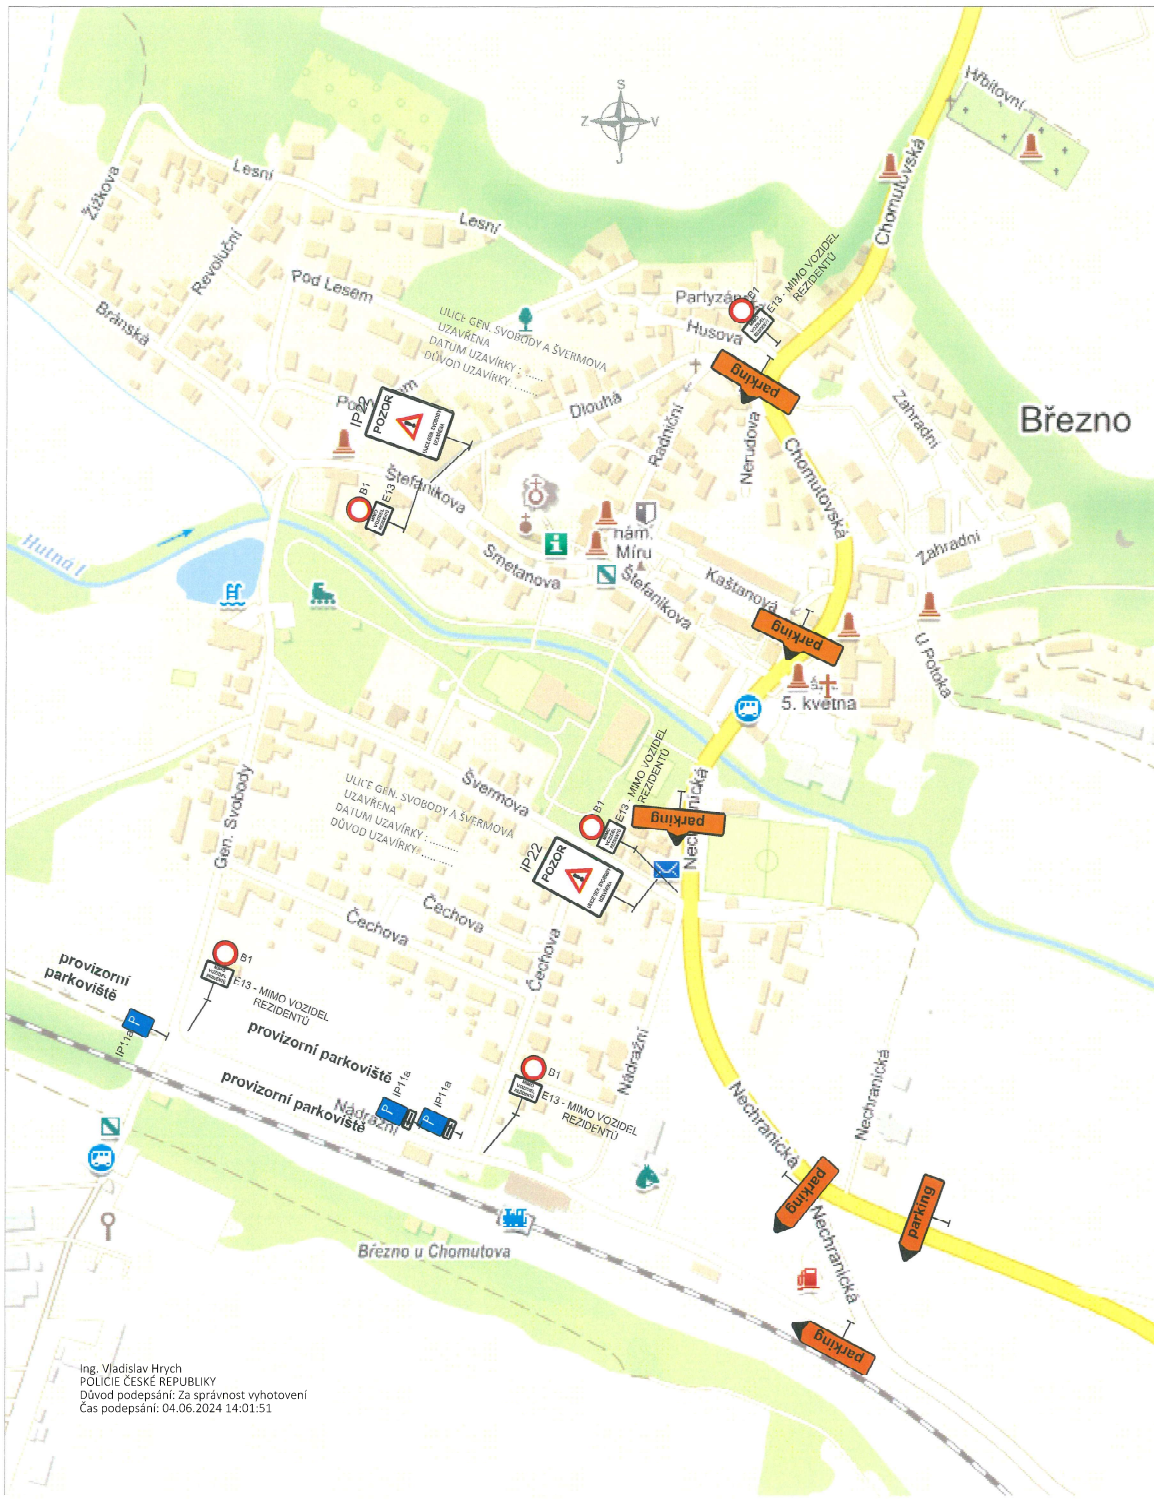 S
Z
V
J
Hřbitovní
Chomutovská
Lesní
Žižkova
Lesní
Revoluční
Pod Lesem
Bránská
Partyzánská
B1
E13 - MIMO VOZIDEL
REZIDENTŮ
Husova
ULICE GEN. SVOBODY A ŠVERMOVA
UZAVŘENA
DATUM UZAVÍRKY : ......
DŮVOD UZAVÍRKY : ......
parking
Březno
Dlouhá
Radniční
Nerudova
Zahradní
Chomutovská
IP22
POZOR
B1
E13
Štefánikova
nám.
Míru
Zahradní
Hutná I
Smetanova
Štefánikova
Kaštanová
parking
U Potoka
5. května
Švermova
ULICE GEN. SVOBODY A ŠVERMOVA
UZAVŘENA
DATUM UZAVÍRKY : ......
DŮVOD UZAVÍRKY : ......
B1
E13 - MIMO VOZIDEL
REZIDENTŮ
parking
Nechranická
Gen. Svobody
IP22
POZOR
Čechova
Čechova
Čechova
provizorní
parkoviště
P
IP11a
B1
E13 - MIMO VOZIDEL
REZIDENTŮ
provizorní parkoviště
provizorní parkoviště
Nádražní
P
IP11a
P
IP11a
B1
E13 - MIMO VOZIDEL
REZIDENTŮ
Nádražní
Nechranická
Nechranická
parking
parking
Nechranická
parking
Březno u Chomutova
Ing. Vladislav Hrych
POLICIE ČESKÉ REPUBLIKY
Důvod podepsání: Za správnost vyhotovení
Čas podepsání: 04.06.2024 14:01:51